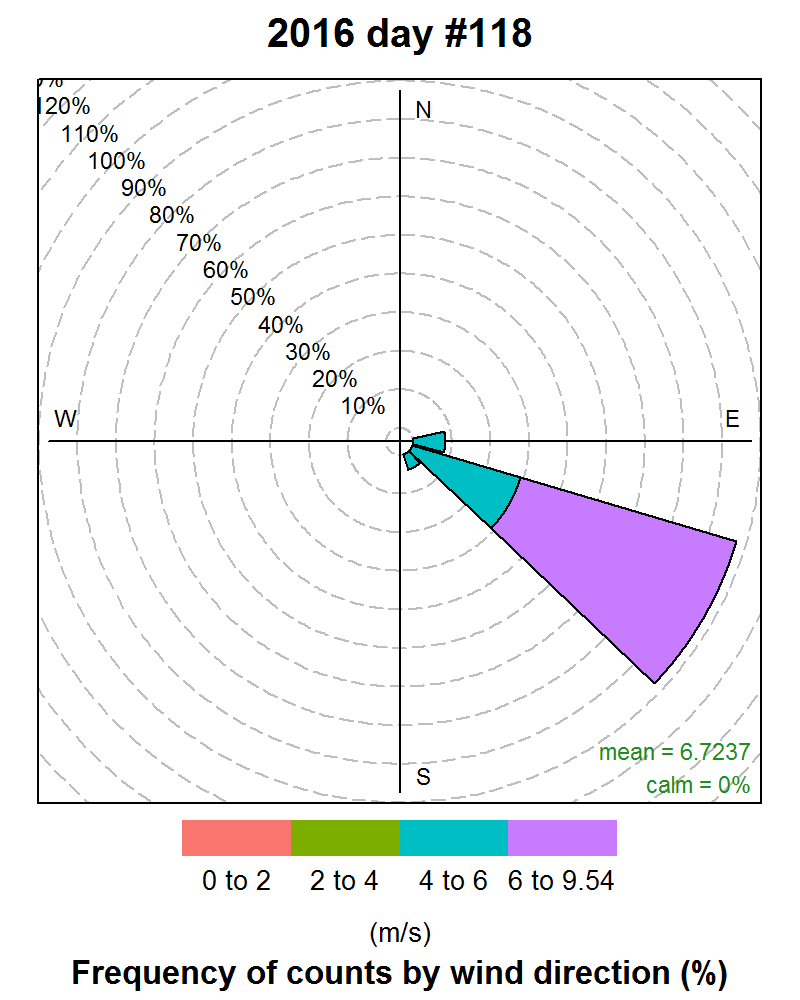 2016 day #118
120%
110%
100%
90%
80%
70%
60%
50%
40%
30%
20%
10%
N
W
E
S
mean = 6.7237
calm = 0%
0 to 2
2 to 4
4 to 6
6 to 9.54
(m/s)
Frequency of counts by wind direction (%)